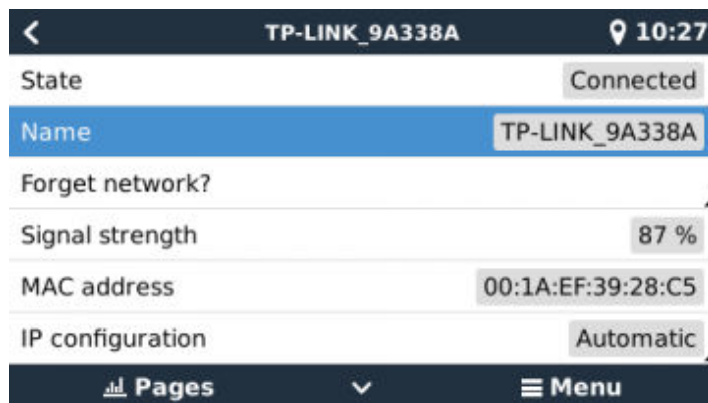 TP-LINK_9A338A 10:27
State Connected
Name TP-LINK_9A338A
Forget network?
Signal strength 87 %
MAC address 00:1A:EF:39:28:C5
IP configuration Automatic
Pages Menu